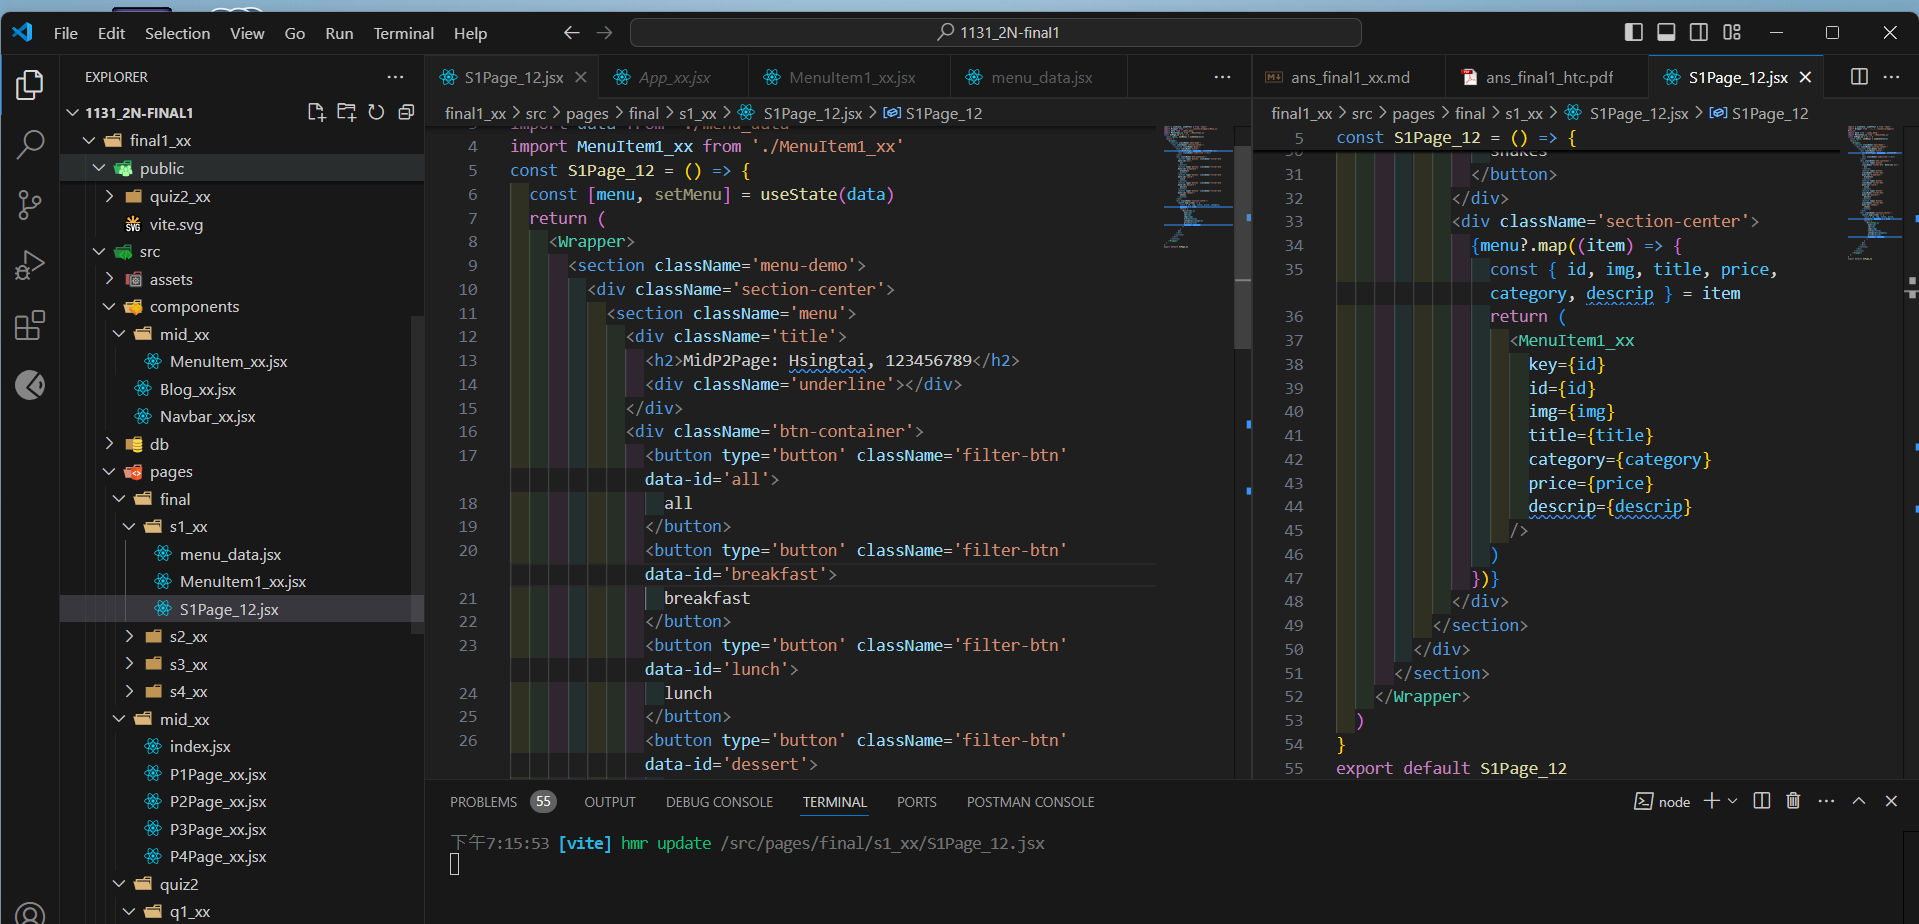 File Edit Selection View Go Run Terminal Help
1131_2N-final1
EXPLORER
1131_2N-FINAL1
final1_xx
public
quiz2_xx
vite.svg
src
assets
components
mid_xx
MenuItem_xx.jsx
Blog_xx.jsx
Navbar_xx.jsx
db
pages
final
s1_xx
menu_data.jsx
MenuItem1_xx.jsx
S1Page_12.jsx
s2_xx
s3_xx
s4_xx
mid_xx
index.jsx
P1Page_xx.jsx
P2Page_xx.jsx
P3Page_xx.jsx
P4Page_xx.jsx
quiz2
q1_xx
S1Page_12.jsx App_xx.jsx MenuItem1_xx.jsx menu_data.jsx
final1_xx > src > pages > final > s1_xx > S1Page_12.jsx > S1Page_12
3 import data from './menu_data'
4 import MenuItem1_xx from './MenuItem1_xx'
5 const S1Page_12 = () => {
6 const [menu, setMenu] = useState(data)
7 return (
8 <Wrapper>
9 <section className='menu-demo'>
10 <div className='section-center'>
11 <section className='menu'>
12 <div className='title'>
13 <h2>MidP2Page: Hsingtai, 123456789</h2>
14 <div className='underline'></div>
15 </div>
16 <div className='btn-container'>
17 <button type='button' className='filter-btn'
data-id='all'>
18 all
19 </button>
20 <button type='button' className='filter-btn'
data-id='breakfast'>
21 breakfast
22 </button>
23 <button type='button' className='filter-btn'
data-id='lunch'>
24 lunch
25 </button>
26 <button type='button' className='filter-btn'
data-id='dessert'>
ans_final1_xx.md ans_final1_htc.pdf S1Page_12.jsx
final1_xx > src > pages > final > s1_xx > S1Page_12.jsx > S1Page_12
5 const S1Page_12 = () => {
30 shakes
31 </button>
32 </div>
33 <div className='section-center'>
34 {menu?.map((item) => {
35 const { id, img, title, price,
category, descrip } = item
36 return (
37 <MenuItem1_xx
38 key={id}
39 id={id}
40 img={img}
41 title={title}
42 category={category}
43 price={price}
44 descrip={descrip}
45 />
46 )
47 })}
48 </div>
49 </section>
50 </div>
51 </section>
52 </Wrapper>
53 )
54 }
55 export default S1Page_12
PROBLEMS 55 OUTPUT DEBUG CONSOLE TERMINAL PORTS POSTMAN CONSOLE
node
下午7:15:53 [vite] hmr update /src/pages/final/s1_xx/S1Page_12.jsx